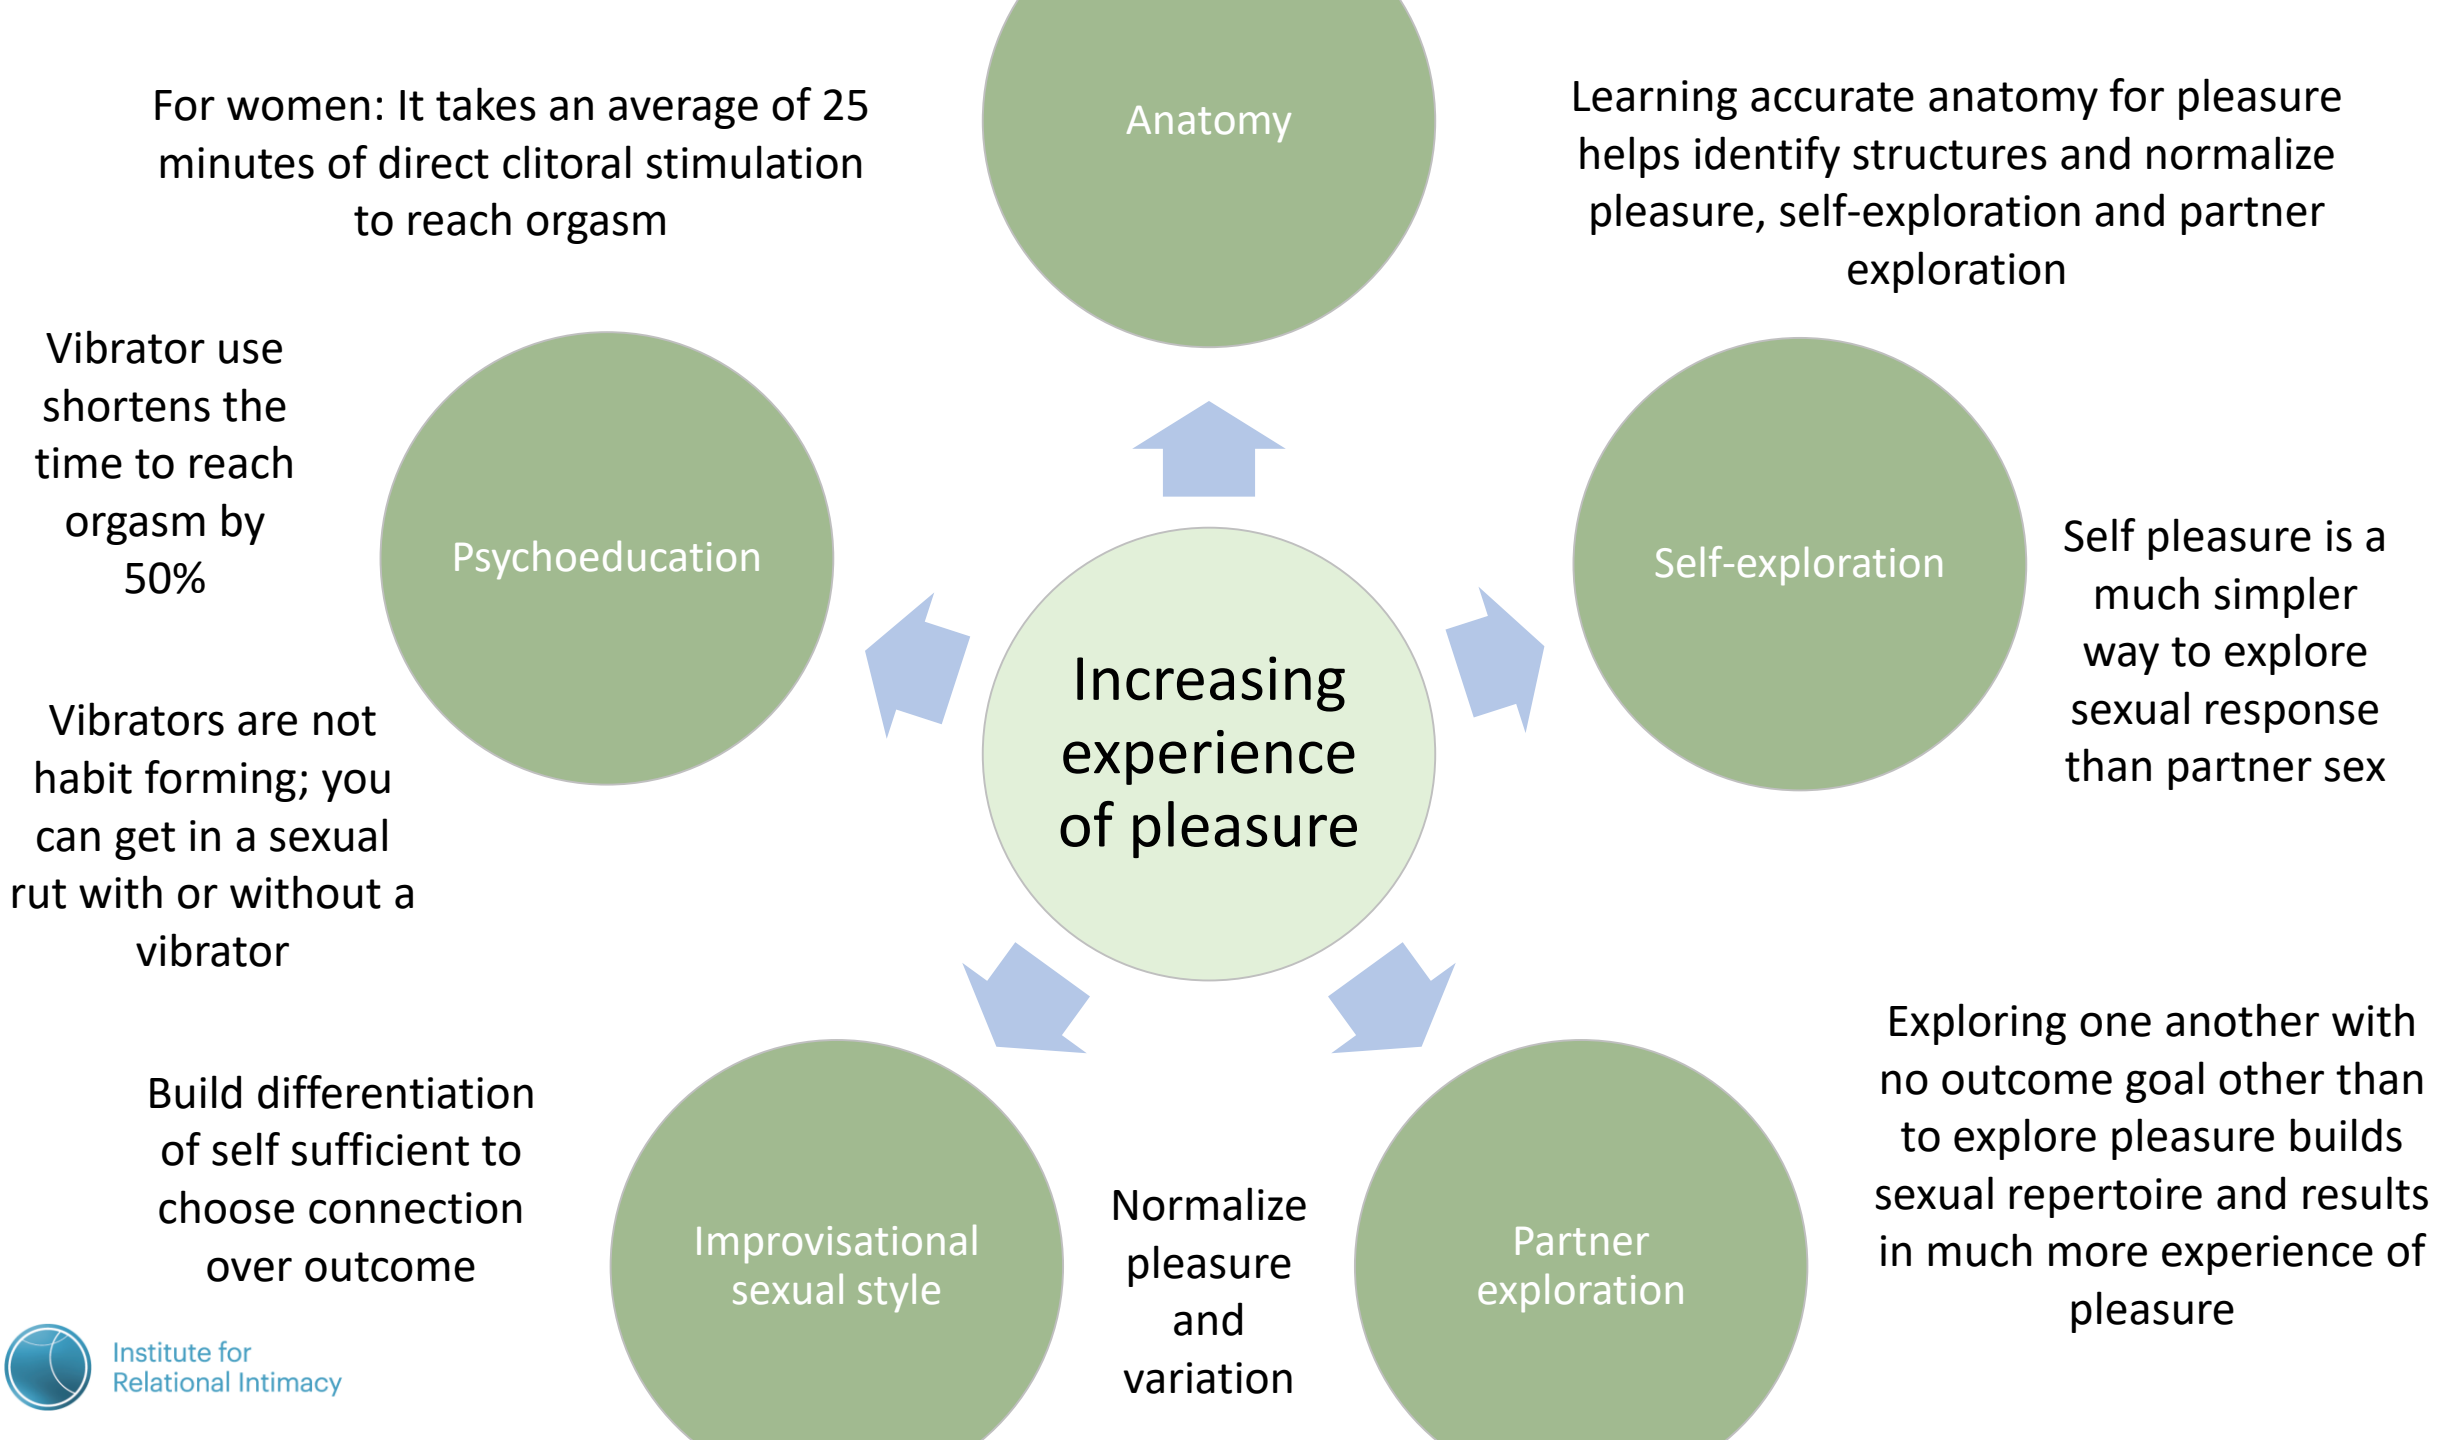 Anatomy
For women: It takes an average of 25
minutes of direct clitoral stimulation
to reach orgasm
Learning accurate anatomy for pleasure
helps identify structures and normalize
pleasure, self-exploration and partner
exploration
Vibrator use
shortens the
time to reach
orgasm by
50%
Psychoeducation
Self-exploration
Self pleasure is a
much simpler
way to explore
sexual response
than partner sex
Increasing
experience
of pleasure
Vibrators are not
habit forming; you
can get in a sexual
rut with or without a
vibrator
Build differentiation
of self sufficient to
choose connection
over outcome
Improvisational
sexual style
Normalize
pleasure
and
variation
Partner
exploration
Exploring one another with
no outcome goal other than
to explore pleasure builds
sexual repertoire and results
in much more experience of
pleasure
Institute for
Relational Intimacy